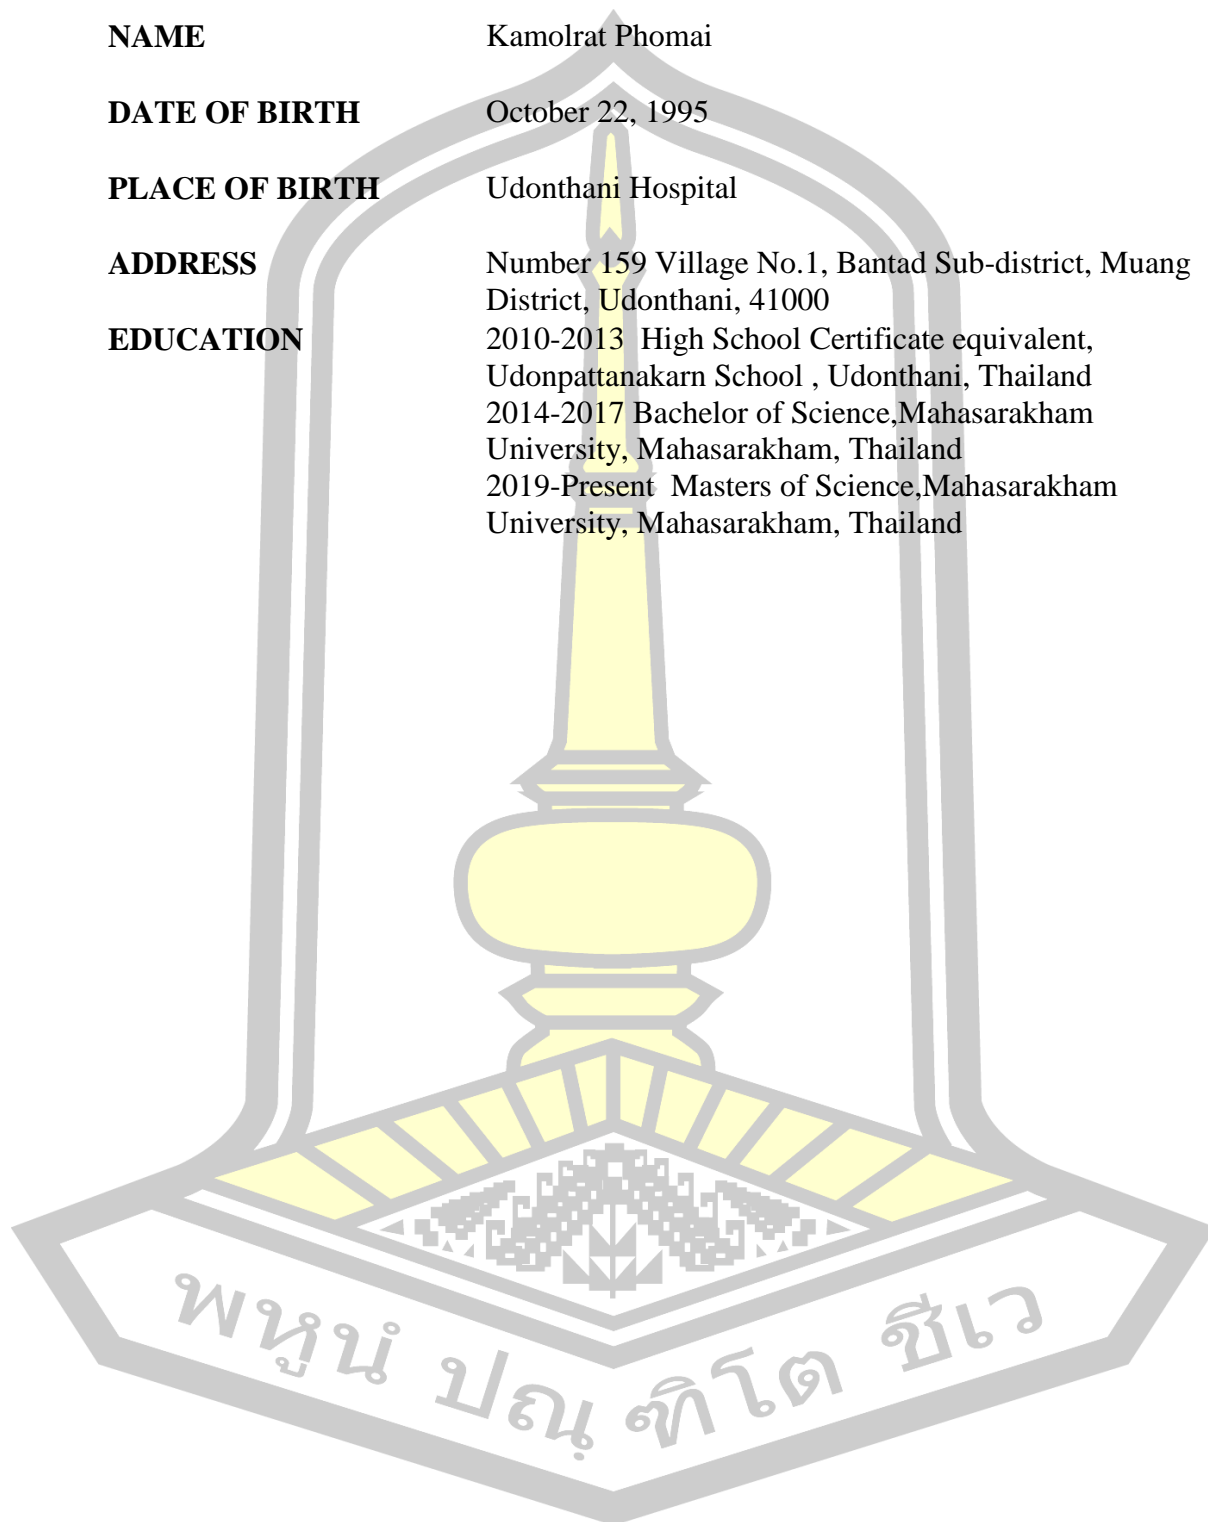 NAME Kamolrat Phomai
DATE OF BIRTH October 22, 1995
PLACE OF BIRTH Udonthani Hospital
ADDRESS Number 159 Village No.1, Bantad Sub-district, Muang
District, Udonthani, 41000
EDUCATION 2010-2013  High School Certificate equivalent,
Udonpattanakarn School , Udonthani, Thailand
2014-2017 Bachelor of Science,Mahasarakham
University, Mahasarakham, Thailand
2019-Present  Masters of Science,Mahasarakham
University, Mahasarakham, Thailand
พหูนํ ปณฺ ฑิโต ชีเว